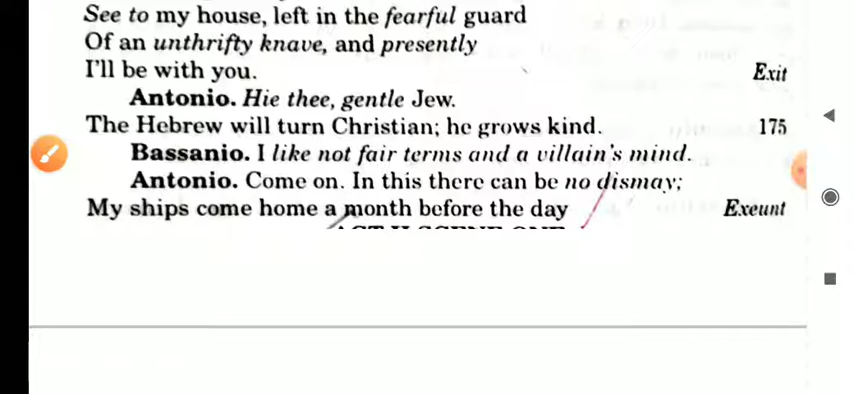 See to my house, left in the fearful guard
Of an unthrifty knave, and presently
I'll be with you. Exit
Antonio. Hie thee, gentle Jew.
The Hebrew will turn Christian; he grows kind. 175
Bassanio. I like not fair terms and a villain's mind.
Antonio. Come on. In this there can be no dismay;
My ships come home a month before the day Exeunt